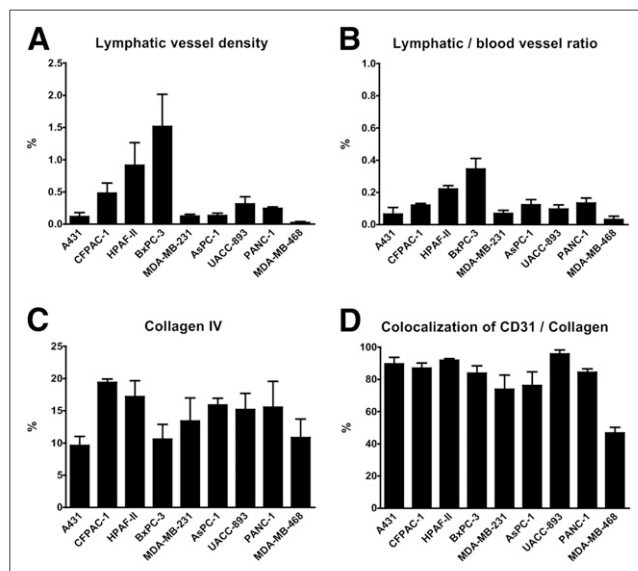 A
Lymphatic vessel density
2.5
2.0
1.5
1.0
0.5
0.0
%
A431
CFPAC-1
HPAF-II
BxPC-3
MDA-MB-231
AsPC-1
UACC-893
PANC-1
MDA-MB-468
B
Lymphatic / blood vessel ratio
1.0
0.8
0.6
0.4
0.2
0.0
%
A431
CFPAC-1
HPAF-II
BxPC-3
MDA-MB-231
AsPC-1
UACC-893
PANC-1
MDA-MB-468
C
Collagen IV
25
20
15
10
5
0
%
A431
CFPAC-1
HPAF-II
BxPC-3
MDA-MB-231
AsPC-1
UACC-893
PANC-1
MDA-MB-468
D
Colocalization of CD31 / Collagen
100
80
60
40
20
0
%
A431
CFPAC-1
HPAF-II
BxPC-3
MDA-MB-231
AsPC-1
UACC-893
PANC-1
MDA-MB-468